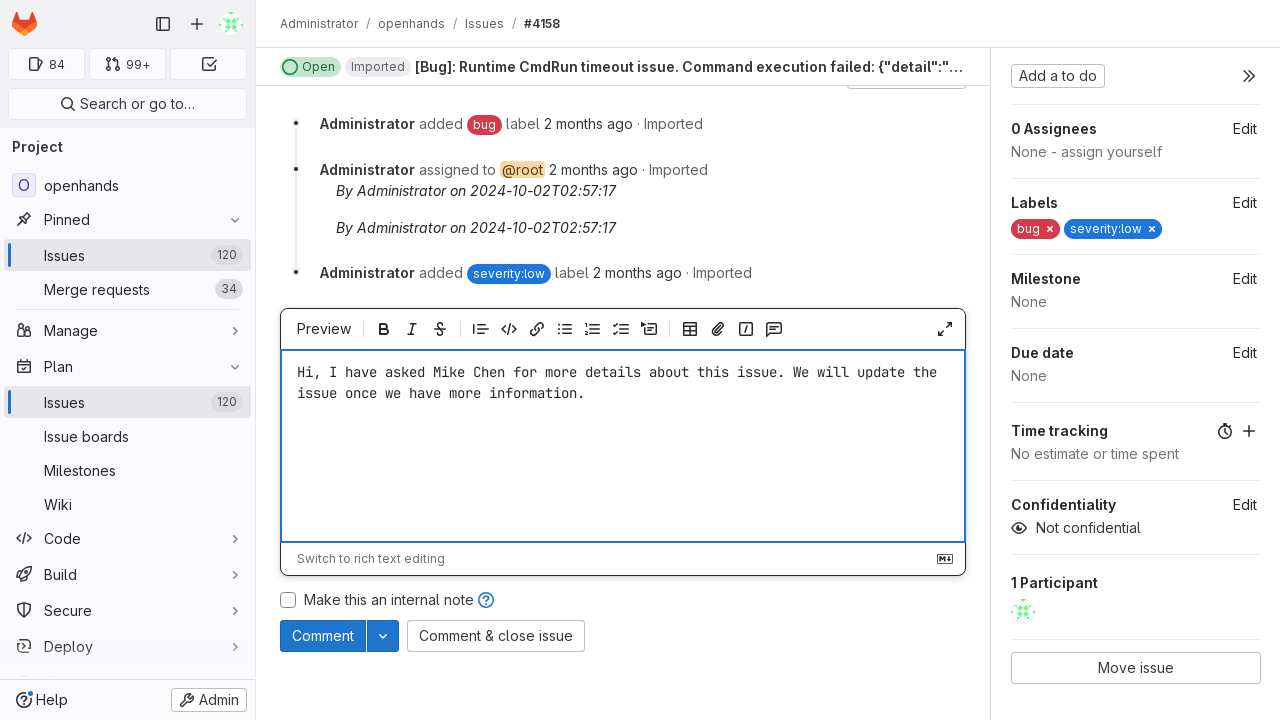 Administrator / openhands / Issues / #4158
84
99+
Search or go to…
Project
O openhands
Pinned
Issues 120
Merge requests 34
Manage
Plan
Issues 120
Issue boards
Milestones
Wiki
Code
Build
Secure
Deploy
Help
Admin
Open Imported [Bug]: Runtime CmdRun timeout issue. Command execution failed: {"detail":"…
Administrator added bug label 2 months ago · Imported
Administrator assigned to @root 2 months ago · Imported
By Administrator on 2024-10-02T02:57:17
By Administrator on 2024-10-02T02:57:17
Administrator added severity:low label 2 months ago · Imported
Preview
Hi, I have asked Mike Chen for more details about this issue. We will update the
issue once we have more information.
Switch to rich text editing
Make this an internal note
Comment
Comment & close issue
Add a to do
0 Assignees Edit
None - assign yourself
Labels Edit
bug × severity:low ×
Milestone Edit
None
Due date Edit
None
Time tracking
No estimate or time spent
Confidentiality Edit
Not confidential
1 Participant
Move issue